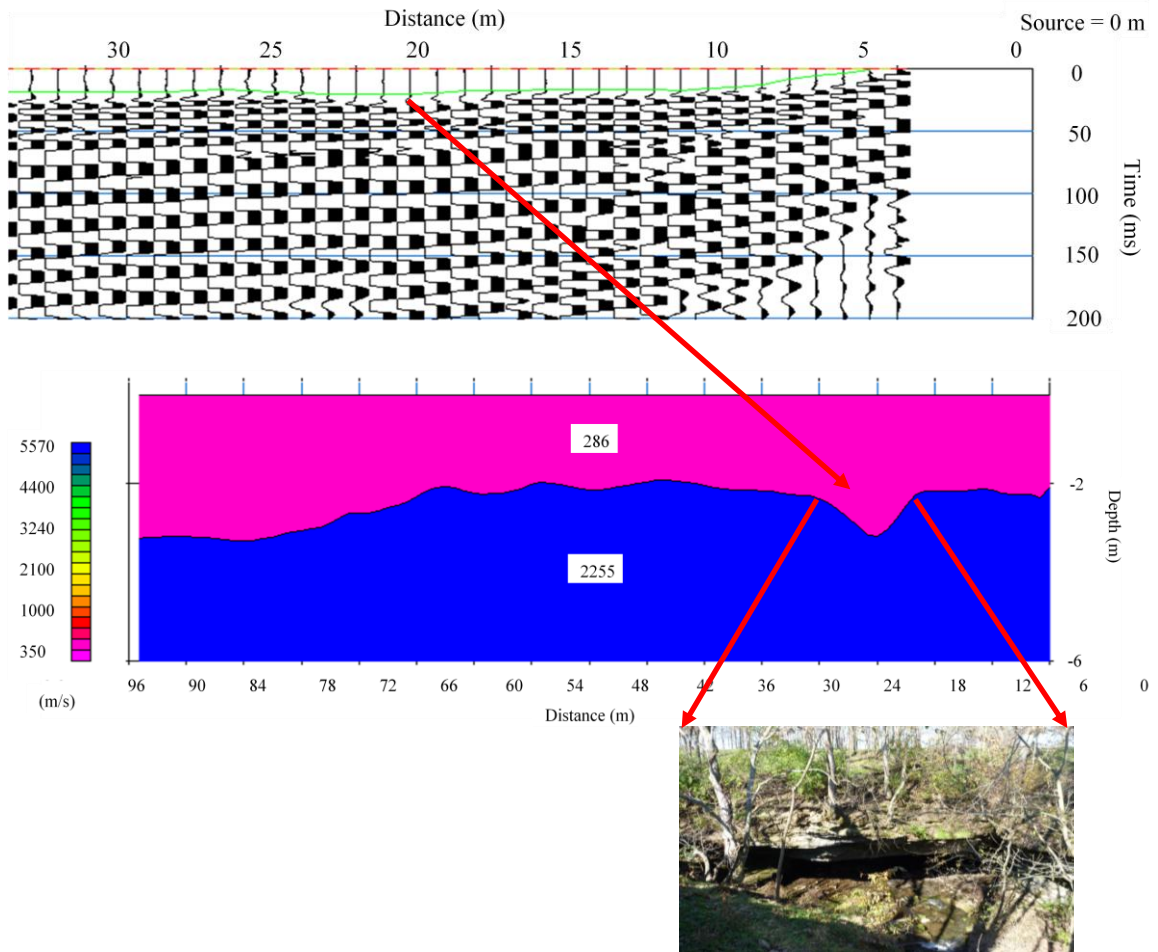 Distance (m)
Source = 0 m
30 25 20 15 10 5 0
0
50
100
150
200
Time (ms)
286
2255
5570
4400
3240
2100
1000
350
(m/s)
-2
-6
Depth (m)
96 90 84 78 72 66 60 54 48 42 36 30 24 18 12 6 0
Distance (m)